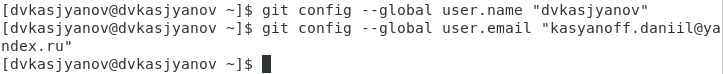 [dvkasjyanov@dvkasjyanov ~]$ git config --global user.name "dvkasjyanov"
[dvkasjyanov@dvkasjyanov ~]$ git config --global user.email "kasyanoff.daniil@ya
ndex.ru"
[dvkasjyanov@dvkasjyanov ~]$